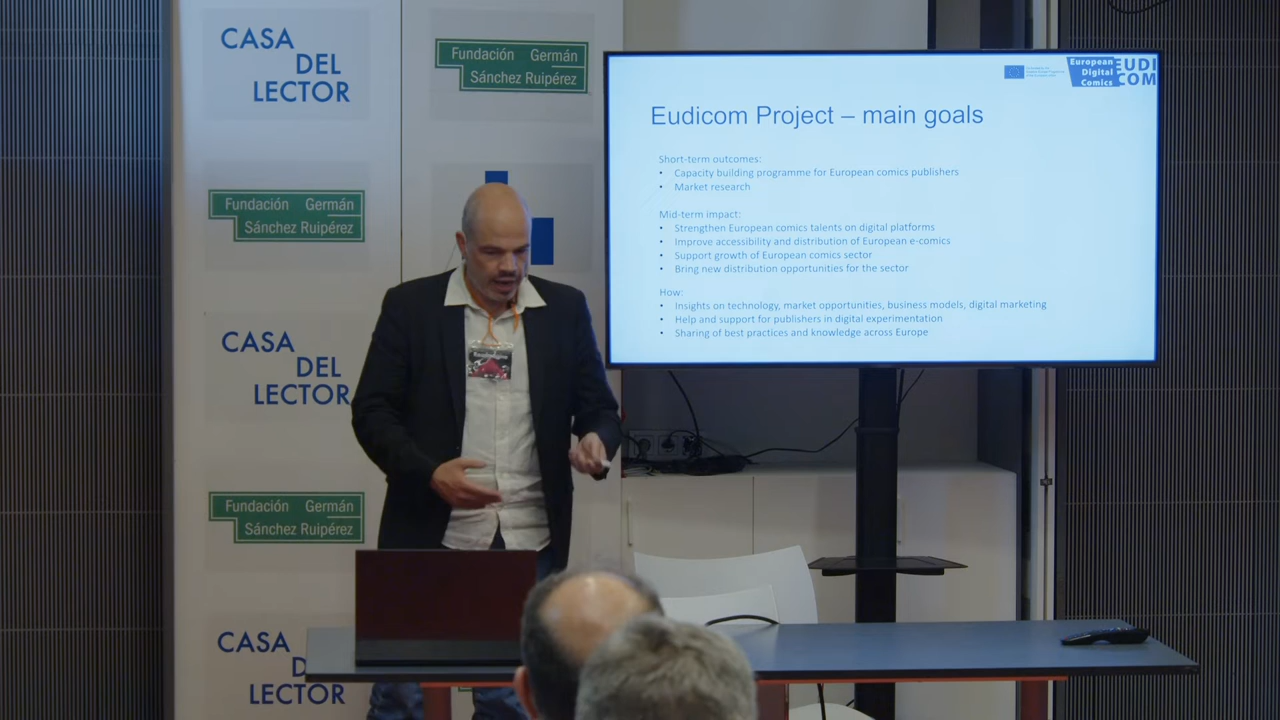 CASA
DEL
LECTOR
Fundación Germán
Sánchez Ruipérez
Fundación Germán
Sánchez Ruipérez
CASA
DEL
LECTOR
Fundación Germán
Sánchez Ruipérez
CASA
LECTOR
European
Digital
Comics
EUDI
COM
Eudicom Project – main goals
Short-term outcomes:
• Capacity building programme for European comics publishers
• Market research
Mid-term impact:
• Strengthen European comics talents on digital platforms
• Improve accessibility and distribution of European e-comics
• Support growth of European comics sector
• Bring new distribution opportunities for the sector
How:
• Insights on technology, market opportunities, business models, digital marketing
• Help and support for publishers in digital experimentation
• Sharing of best practices and knowledge across Europe